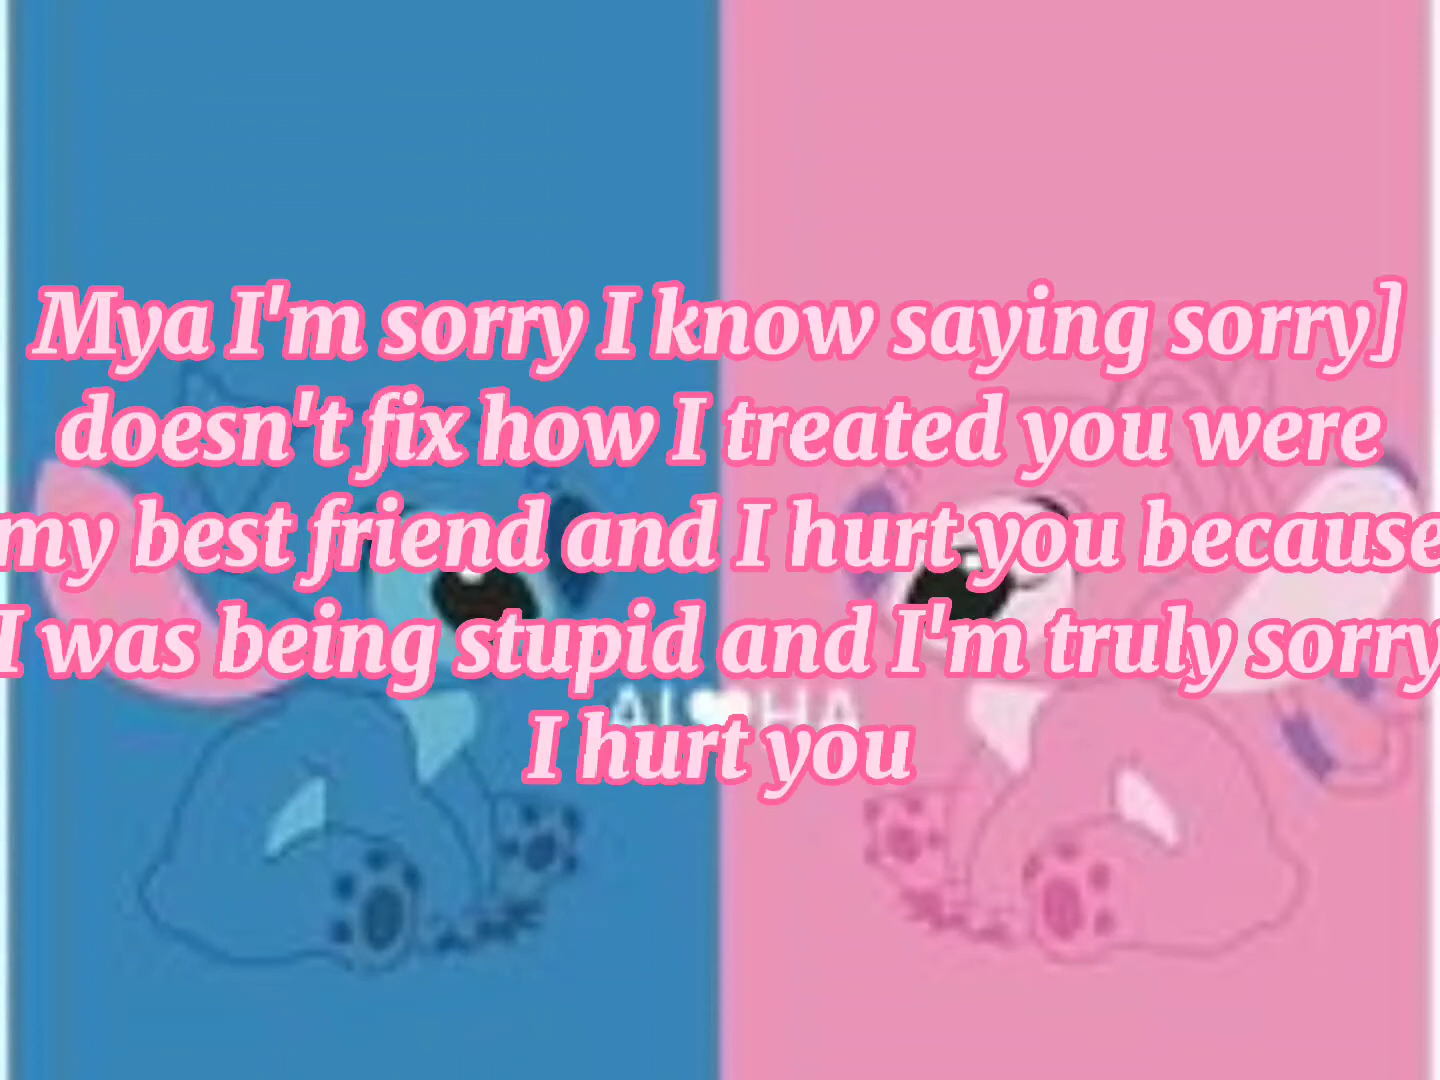 Mya I'm sorry I know saying sorry]
doesn't fix how I treated you were
my best friend and I hurt you because
I was being stupid and I'm truly sorry
ALOHA
I hurt you